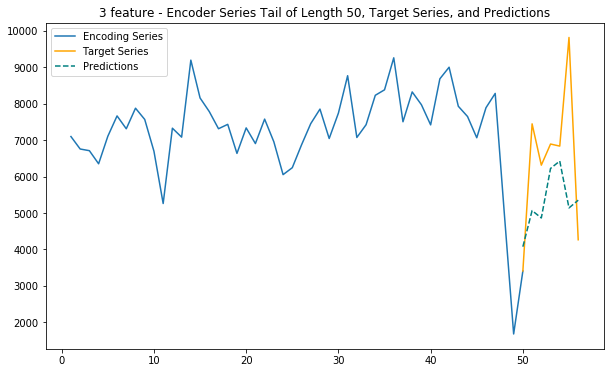 3 feature - Encoder Series Tail of Length 50, Target Series, and Predictions
Encoding Series
Target Series
Predictions
10000
9000
8000
7000
6000
5000
4000
3000
2000
0 10 20 30 40 50